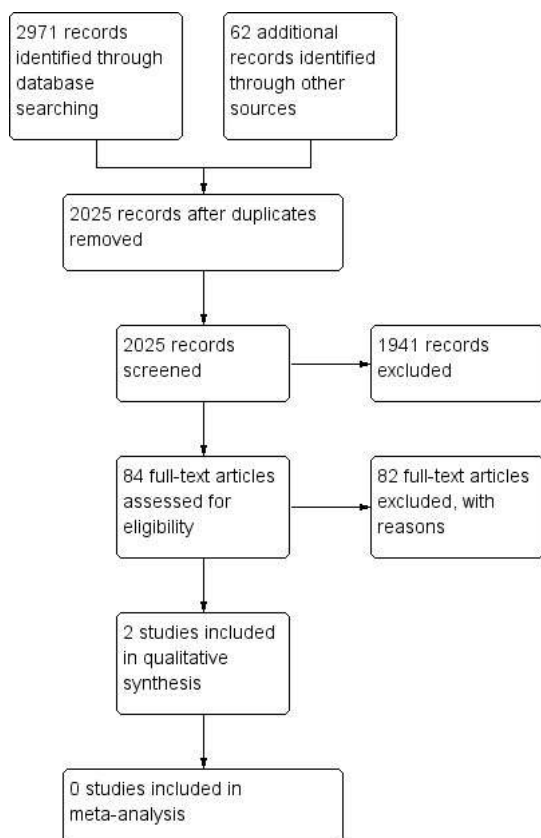 2971 records
identified through
database
searching
62 additional
records identified
through other
sources
2025 records after duplicates
removed
2025 records
screened
1941 records
excluded
84 full-text articles
assessed for
eligibility
82 full-text articles
excluded, with
reasons
2 studies included
in qualitative
synthesis
0 studies included in
meta-analysis